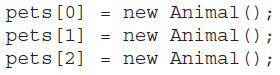 pets[0] = new Animal();
pets[1] = new Animal();
pets[2] = new Animal();